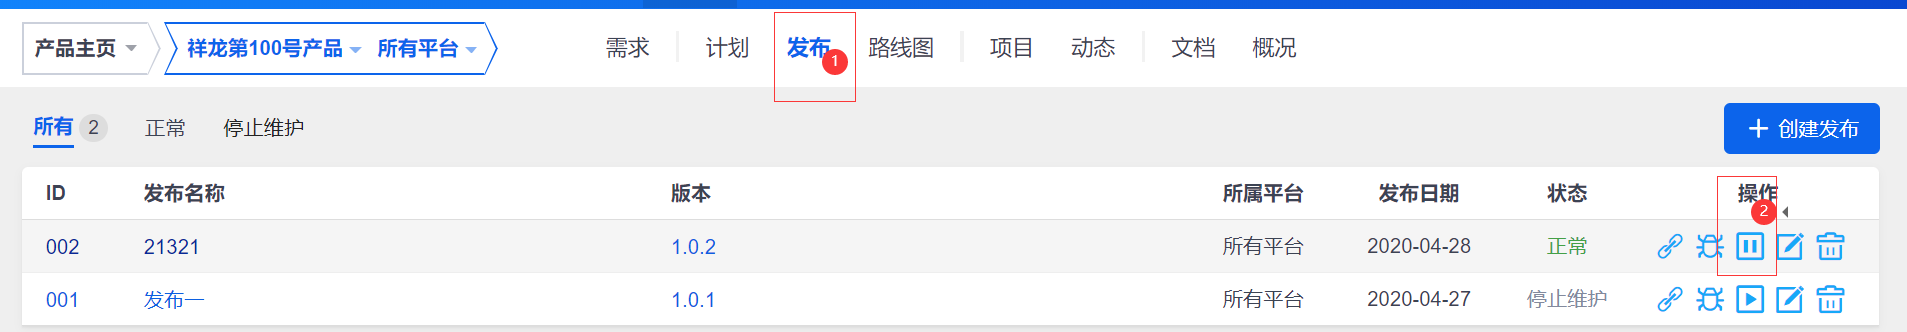 产品主页 祥龙第100号产品 所有平台 需求 计划 发布 1 路线图 项目 动态 文档 概况
所有 2 正常 停止维护 创建发布
ID 发布名称 版本 所属平台 发布日期 状态 操作 2
002 21321 1.0.2 所有平台 2020-04-28 正常
001 发布一 1.0.1 所有平台 2020-04-27 停止维护